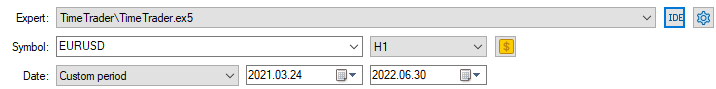 Expert: TimeTrader\TimeTrader.ex5 IDE
Symbol: EURUSD H1 $
Date: Custom period 2021.03.24 2022.06.30